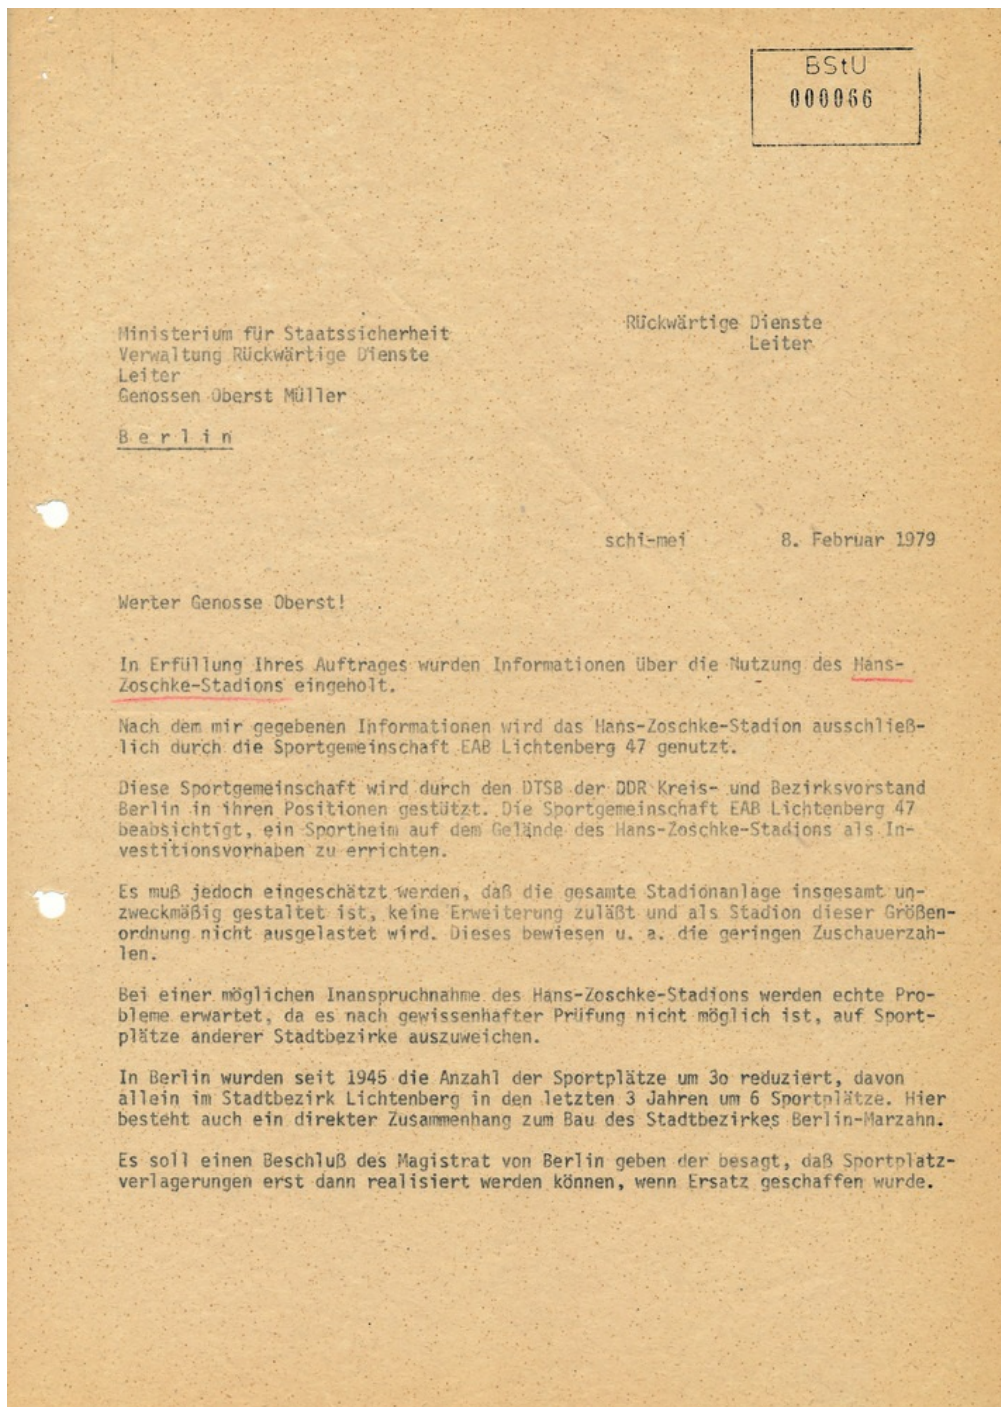 BStU
000066
Rückwärtige Dienste
Leiter
Ministerium für Staatssicherheit
Verwaltung Rückwärtige Dienste
Leiter
Genossen Oberst Müller
B e r l i n
schi-mei 8. Februar 1979
Werter Genosse Oberst!
In Erfüllung Ihres Auftrages wurden Informationen über die Nutzung des Hans-
Zoschke-Stadions eingeholt.
Nach dem mir gegebenen Informationen wird das Hans-Zoschke-Stadion ausschließ-
lich durch die Sportgemeinschaft EAB Lichtenberg 47 genutzt.
Diese Sportgemeinschaft wird durch den DTSB der DDR Kreis- und Bezirksvorstand
Berlin in ihren Positionen gestützt. Die Sportgemeinschaft EAB Lichtenberg 47
beabsichtigt, ein Sportheim auf dem Gelände des Hans-Zoschke-Stadions als In-
vestitionsvorhaben zu errichten.
Es muß jedoch eingeschätzt werden, daß die gesamte Stadionanlage insgesamt un-
zweckmäßig gestaltet ist, keine Erweiterung zuläßt und als Stadion dieser Größen-
ordnung nicht ausgelastet wird. Dieses bewiesen u. a. die geringen Zuschauerzah-
len.
Bei einer möglichen Inanspruchnahme des Hans-Zoschke-Stadions werden echte Pro-
bleme erwartet, da es nach gewissenhafter Prüfung nicht möglich ist, auf Sport-
plätze anderer Stadtbezirke auszuweichen.
In Berlin wurden seit 1945 die Anzahl der Sportplätze um 3o reduziert, davon
allein im Stadtbezirk Lichtenberg in den letzten 3 Jahren um 6 Sportplätze. Hier
besteht auch ein direkter Zusammenhang zum Bau des Stadtbezirkes Berlin-Marzahn.
Es soll einen Beschluß des Magistrat von Berlin geben der besagt, daß Sportplatz-
verlagerungen erst dann realisiert werden können, wenn Ersatz geschaffen wurde.